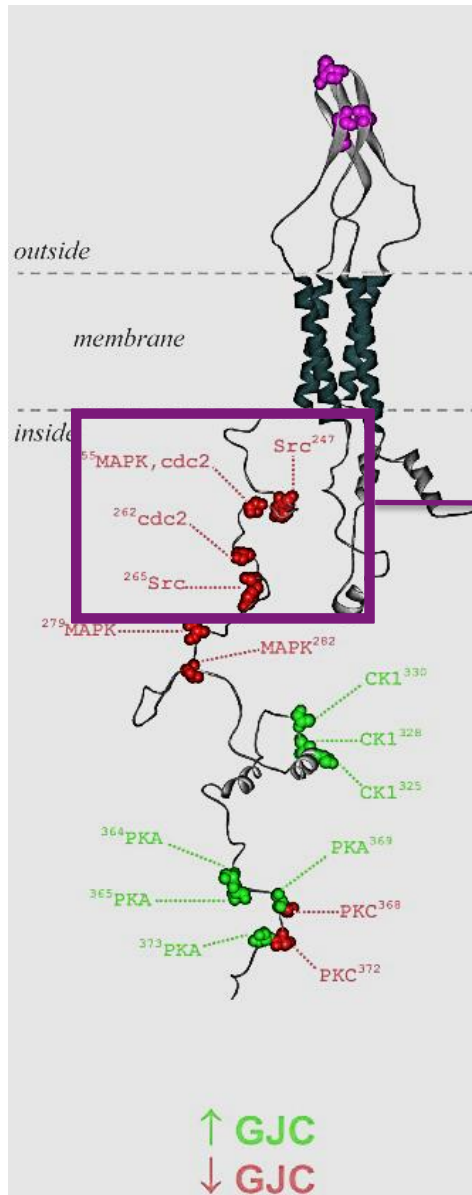 outside
membrane
inside
Src247
55MAPK,cdc2
262cdc2
265Src
279MAPK
MAPK282
CK1330
CK1328
CK1325
364PKA
PKA369
365PKA
PKC368
373PKA
PKC372
↑ GJC
↓ GJC